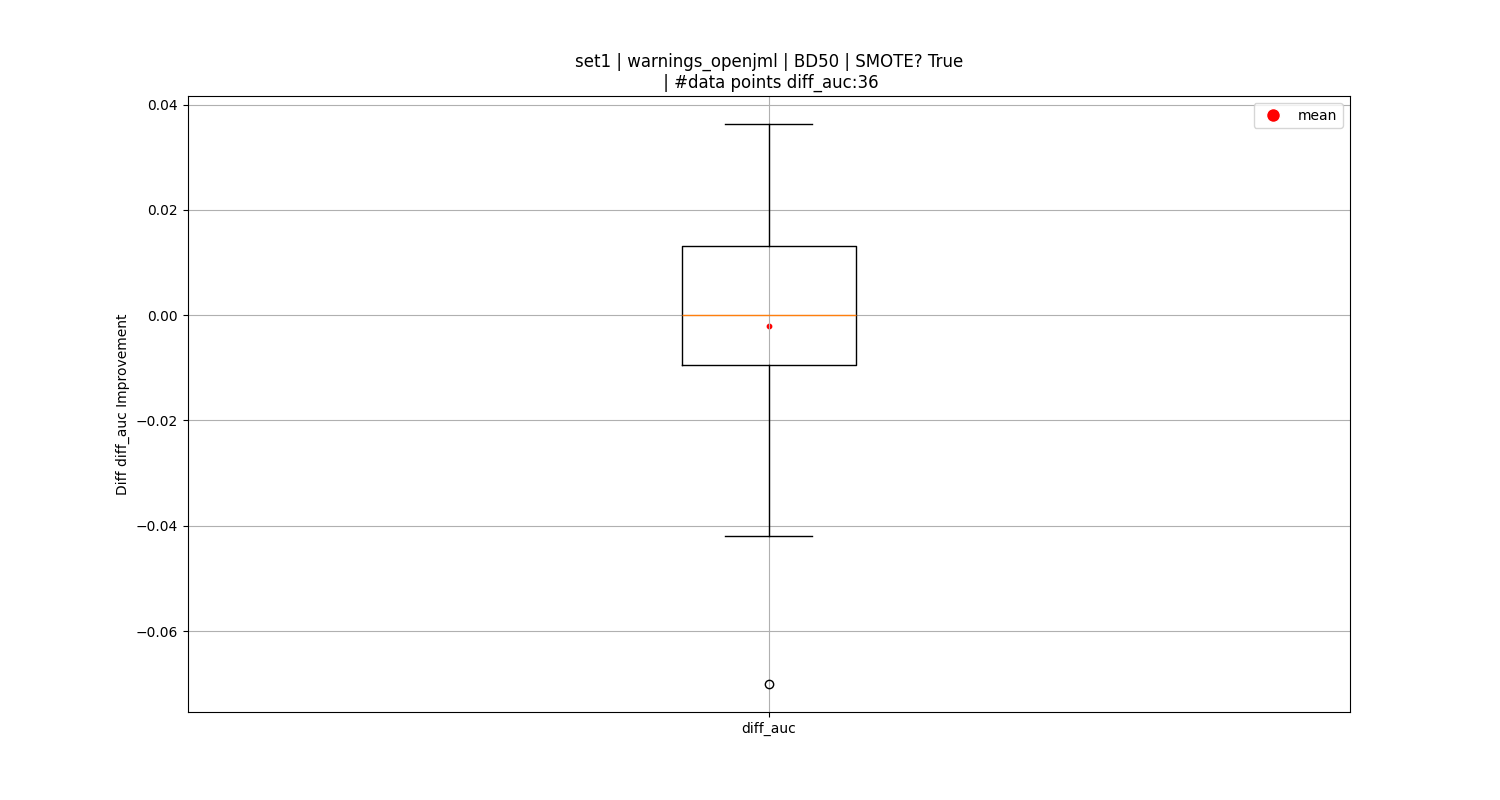 set1 | warnings_openjml | BD50 | SMOTE? True
| #data points diff_auc:36
mean
0.04
0.02
0.00
−0.02
−0.04
−0.06
Diff diff_auc Improvement
diff_auc